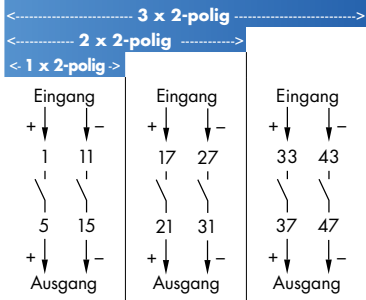 <-------------------------- 3 x 2-polig --------------------------->
<------------- 2 x 2-polig ------------>
<- 1 x 2-polig ->
Eingang Eingang Eingang
+ – + – + –
1 11 17 27 33 43
5 15 21 31 37 47
+ – + – + –
Ausgang Ausgang Ausgang